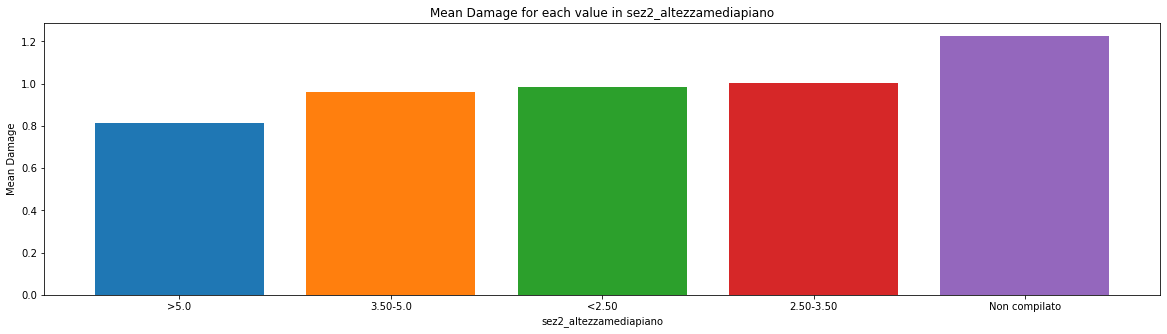 Mean Damage for each value in sez2_altezzamediapiano
Mean Damage
1.2
1.0
0.8
0.6
0.4
0.2
0.0
>5.0
3.50-5.0
<2.50
2.50-3.50
Non compilato
sez2_altezzamediapiano